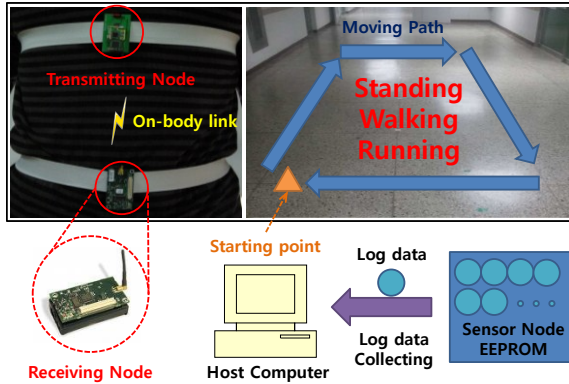 Moving Path
Transmitting Node
On-body link
Standing
Walking
Running
Starting point
Log data
Log data
Collecting
Sensor Node
EEPROM
Receiving Node
Host Computer